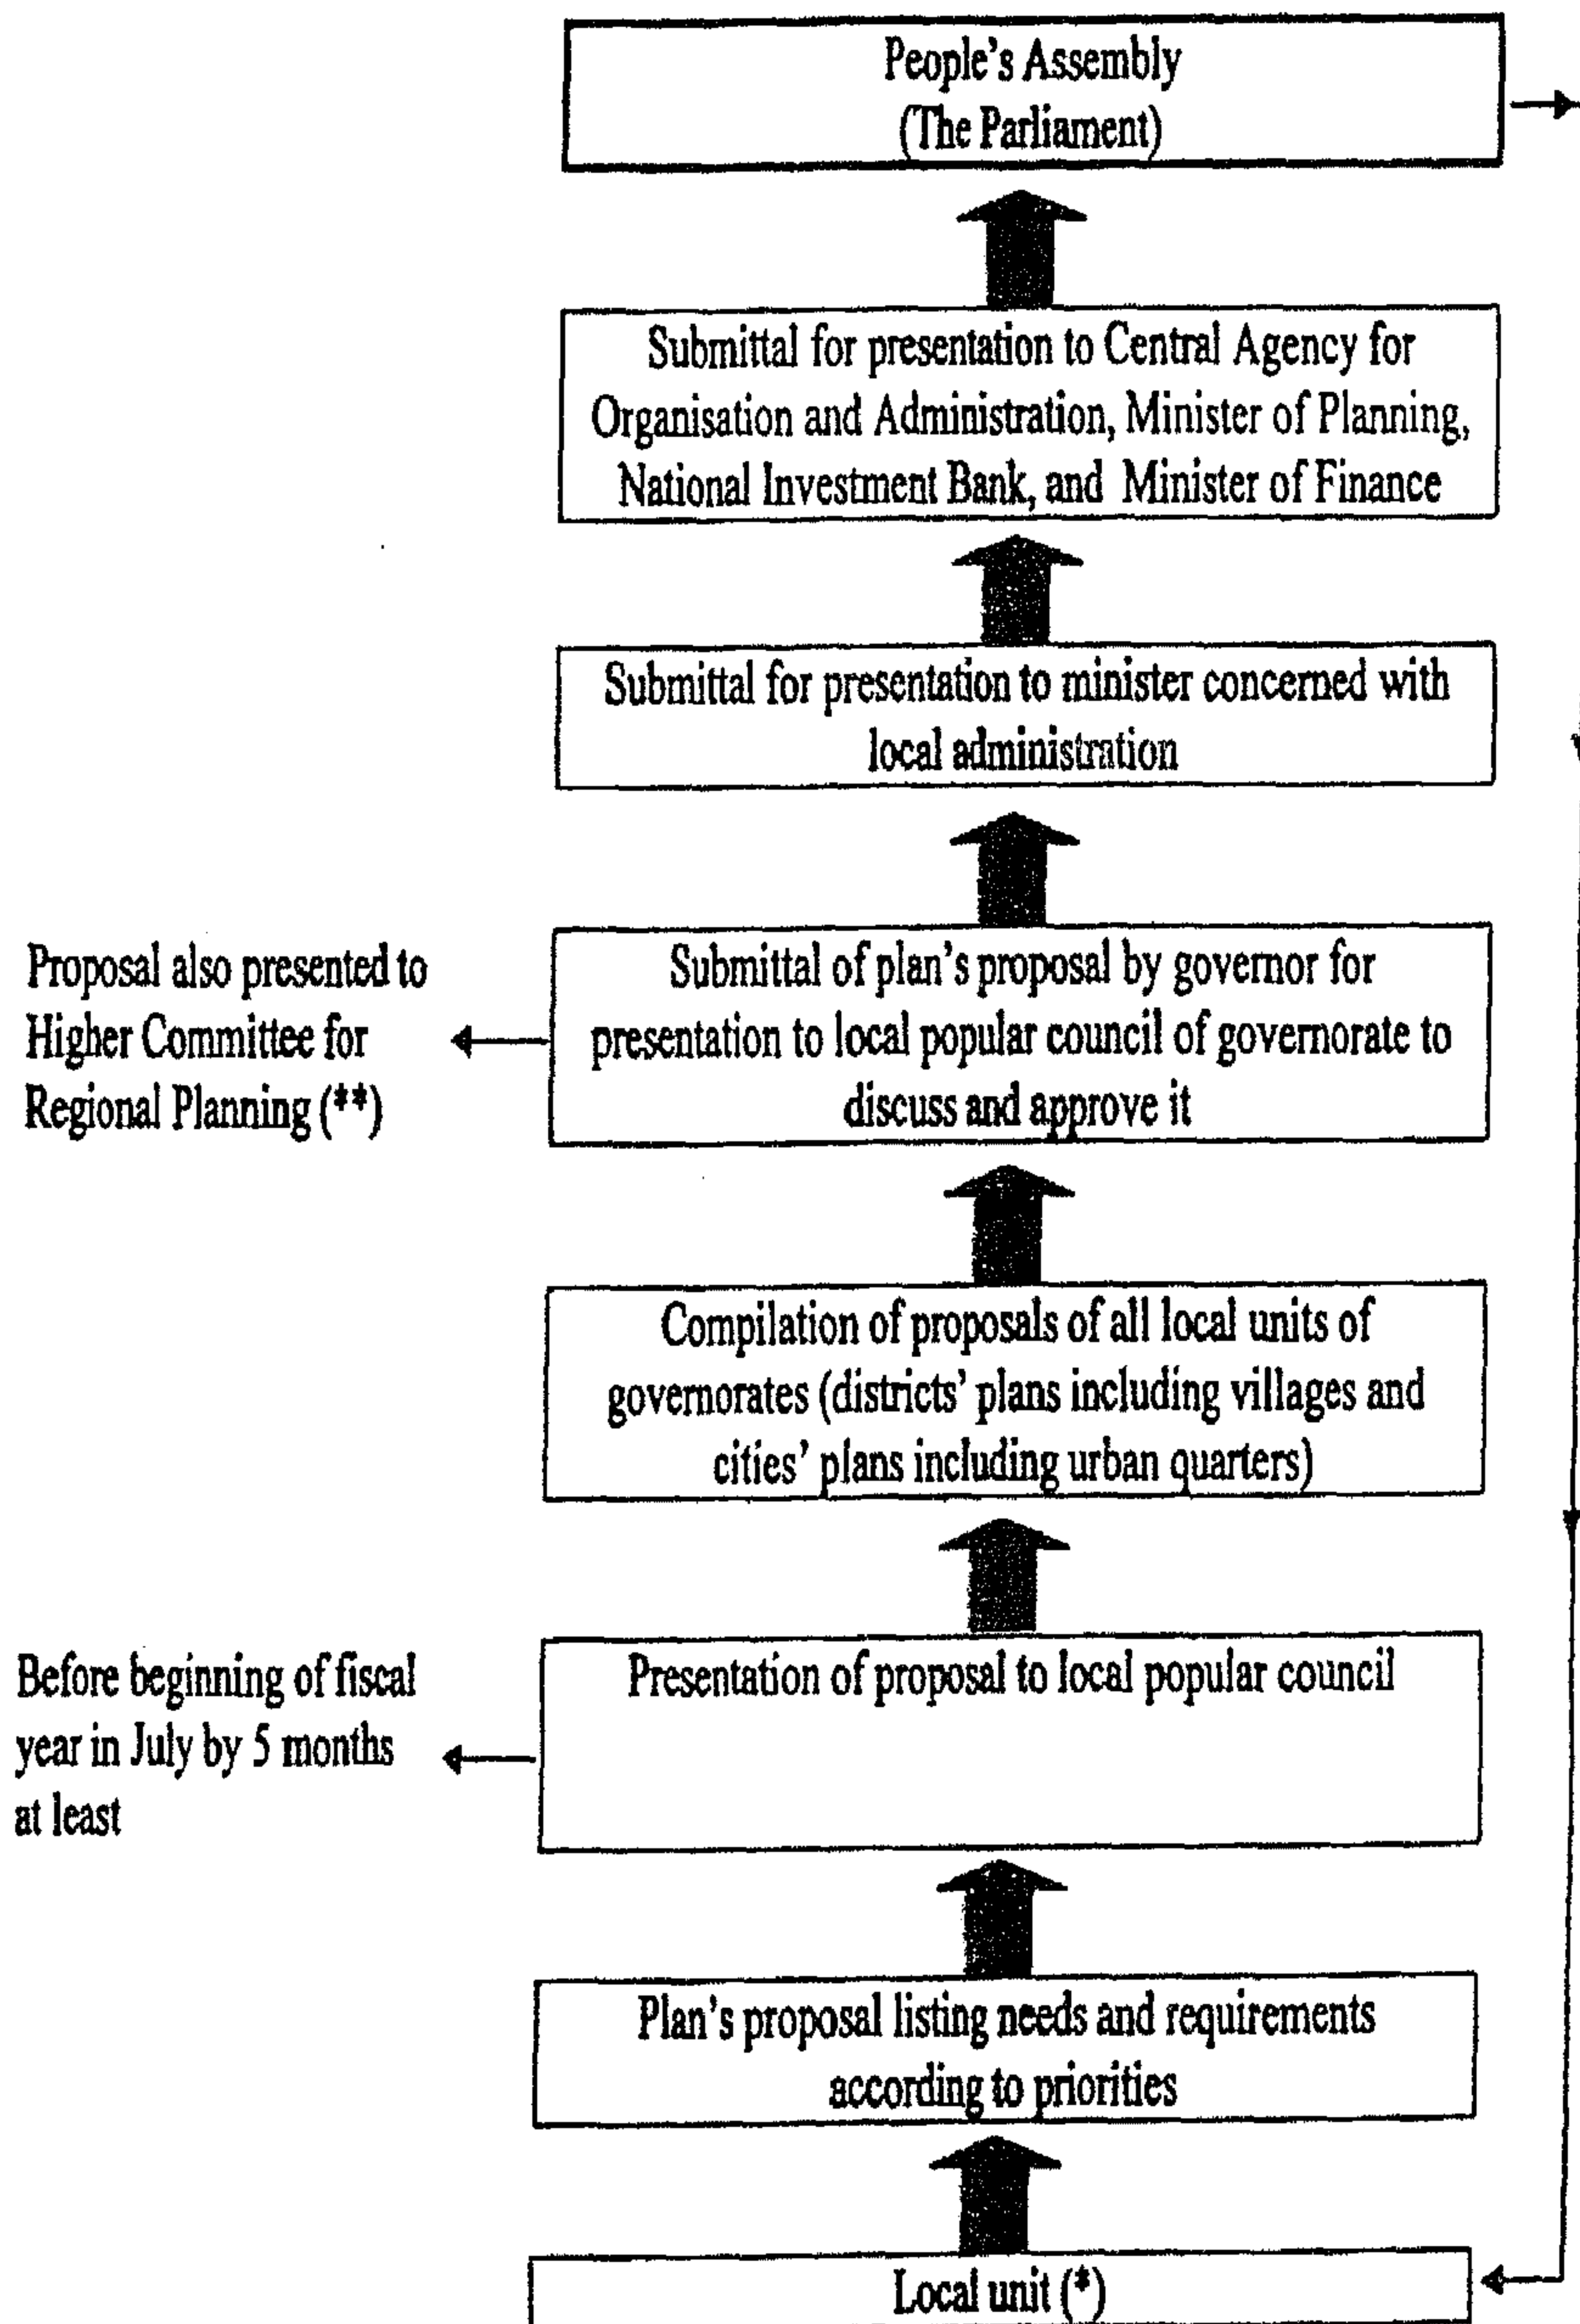 People's Assembly
(The Parliament)
Submittal for presentation to Central Agency for
Organisation and Administration, Minister of Planning,
National Investment Bank, and Minister of Finance
Submittal for presentation to minister concerned with
local administration
Proposal also presented to
Higher Committee for
Regional Planning (**)
Submittal of plan's proposal by governor for
presentation to local popular council of governorate to
discuss and approve it
Compilation of proposals of all local units of
governorates (districts' plans including villages and
cities' plans including urban quarters)
Before beginning of fiscal
year in July by 5 months
at least
Presentation of proposal to local popular council
Plan's proposal listing needs and requirements
according to priorities
Local unit (*)